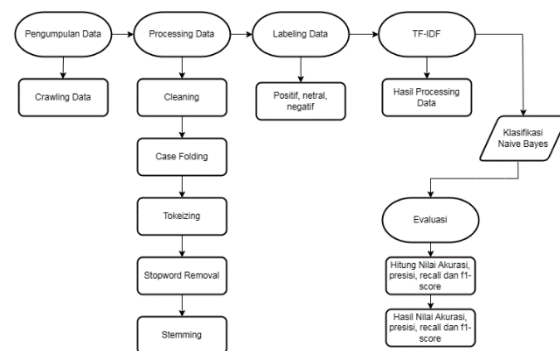 Pengumpulan Data
Processing Data
Labeling Data
TF-IDF
Crawling Data
Cleaning
Positif, netral,
negatif
Hasil Processing
Data
Case Folding
Klasifikasi
Naive Bayes
Tokeizing
Evaluasi
Stopword Removal
Hitung Nilai Akurasi,
presisi, recall dan f1-
score
Stemming
Hasil Nilai Akurasi,
presisi, recall dan f1-
score